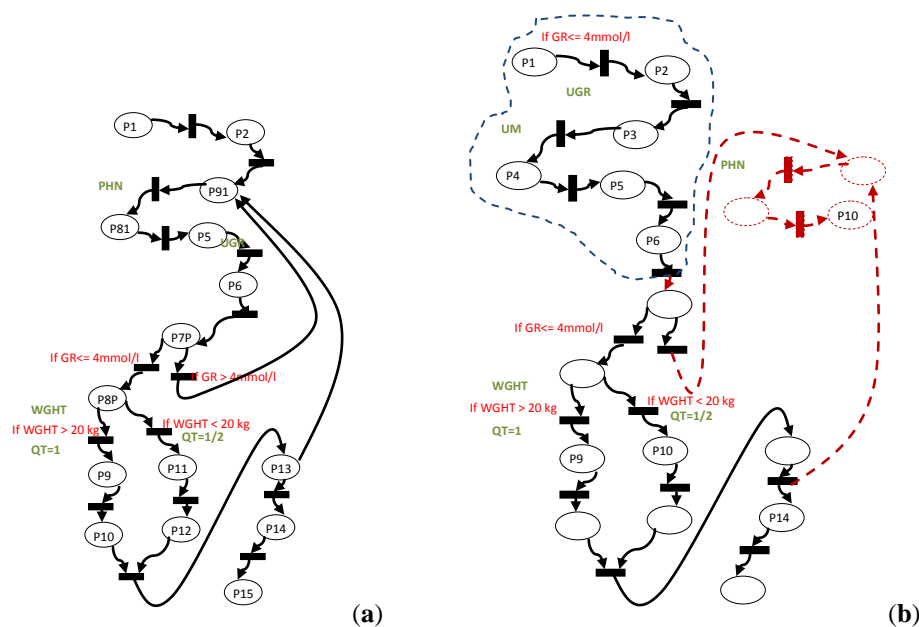 P1
P2
PHN
P91
P81
P5
UGR
P6
P7P
If GR<= 4mmol/l
If GR > 4mmol/l
P8P
WGHT
If WGHT > 20 kg
If WGHT < 20 kg
QT=1/2
QT=1
P9
P11
P13
P10
P12
P14
P15
(a)
If GR<= 4mmol/l
P1
P2
UGR
UM
P3
P4
P5
PHN
P10
P6
If GR<= 4mmol/l
WGHT
If WGHT > 20 kg
If WGHT < 20 kg
QT=1/2
QT=1
P9
P10
P14
(b)